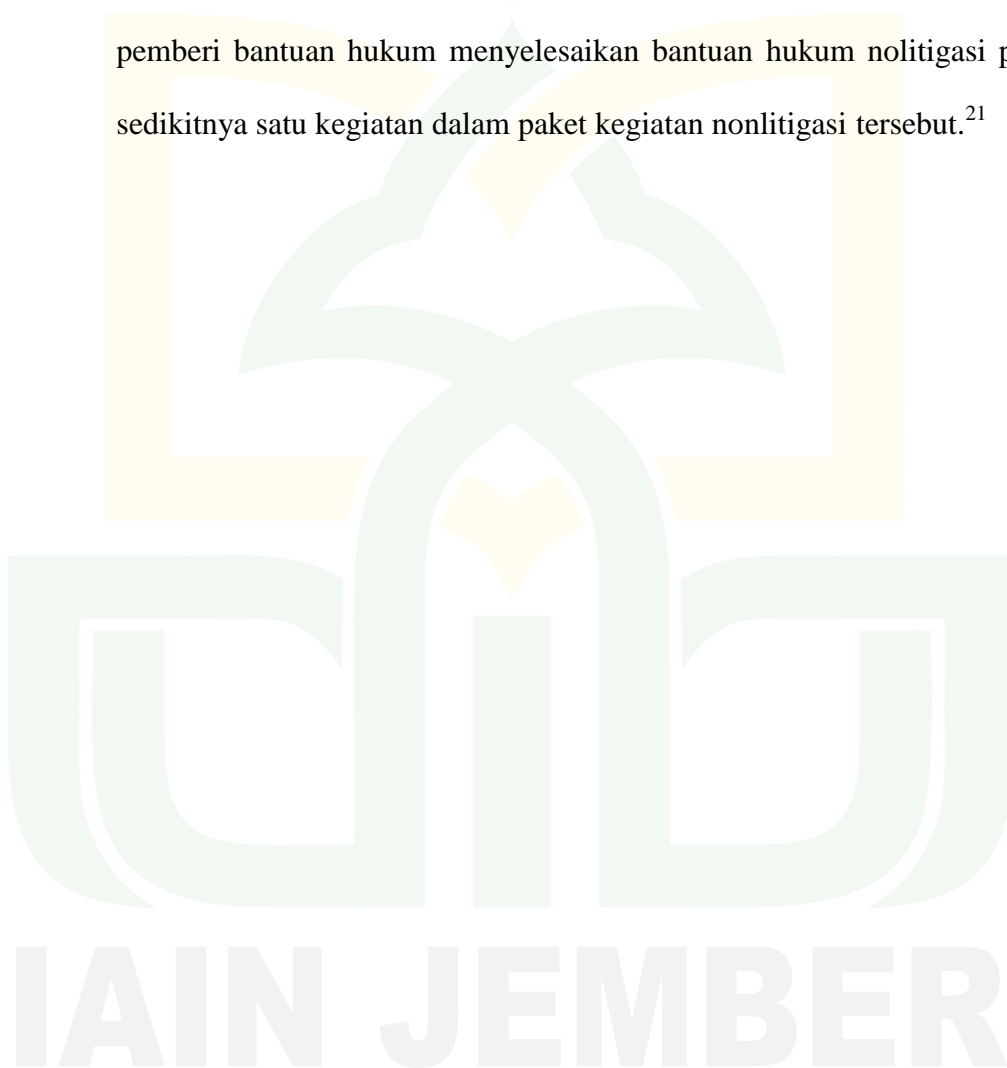 pemberi bantuan hukum menyelesaikan bantuan hukum nolitigasi
sedikitnya satu kegiatan dalam paket kegiatan nonlitigasi tersebut.21
IAIN JEMBER